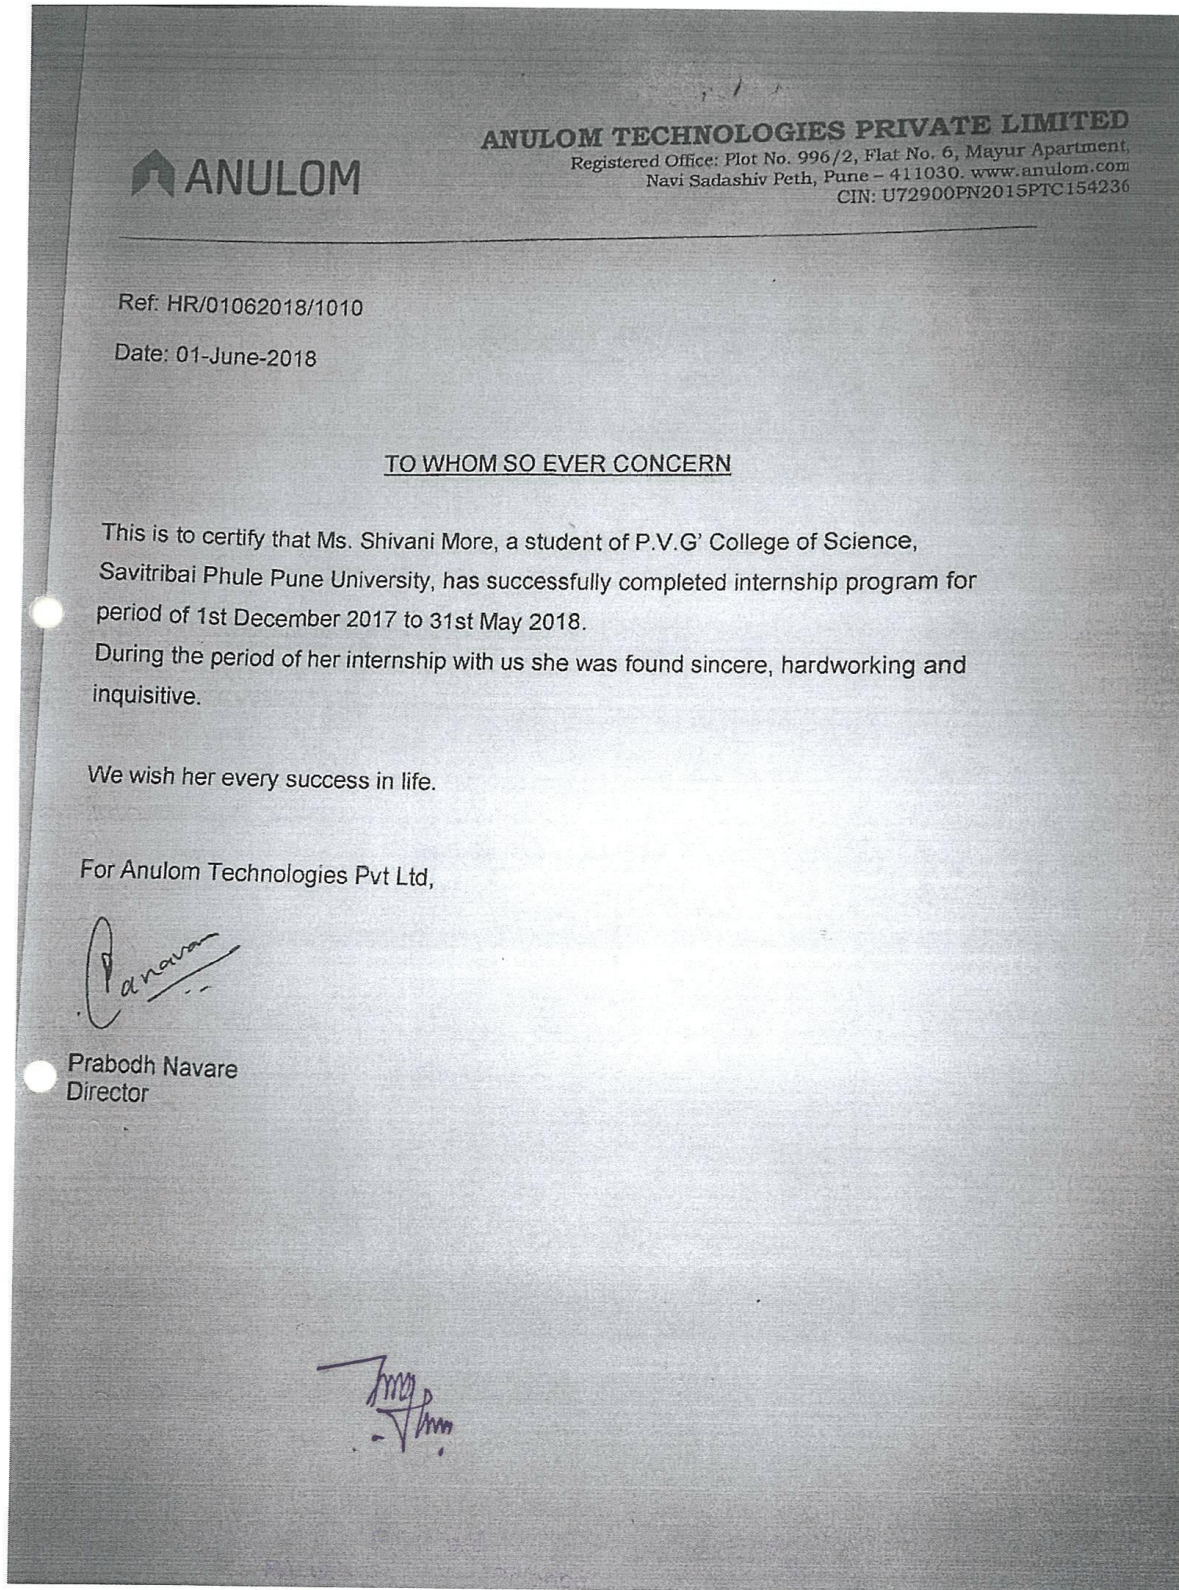 ANULOM
ANULOM TECHNOLOGIES PRIVATE LIMITED
Registered Office: Plot No. 996/2, Flat No. 6, Mayur Apartment,
Navi Sadashiv Peth, Pune – 411030. www.anulom.com
CIN: U72900PN2015PTC154236
Ref: HR/01062018/1010
Date: 01-June-2018
TO WHOM SO EVER CONCERN
This is to certify that Ms. Shivani More, a student of P.V.G' College of Science,
Savitribai Phule Pune University, has successfully completed internship program for
period of 1st December 2017 to 31st May 2018.
During the period of her internship with us she was found sincere, hardworking and
inquisitive.
We wish her every success in life.
For Anulom Technologies Pvt Ltd,
Prabodh Navare
Director